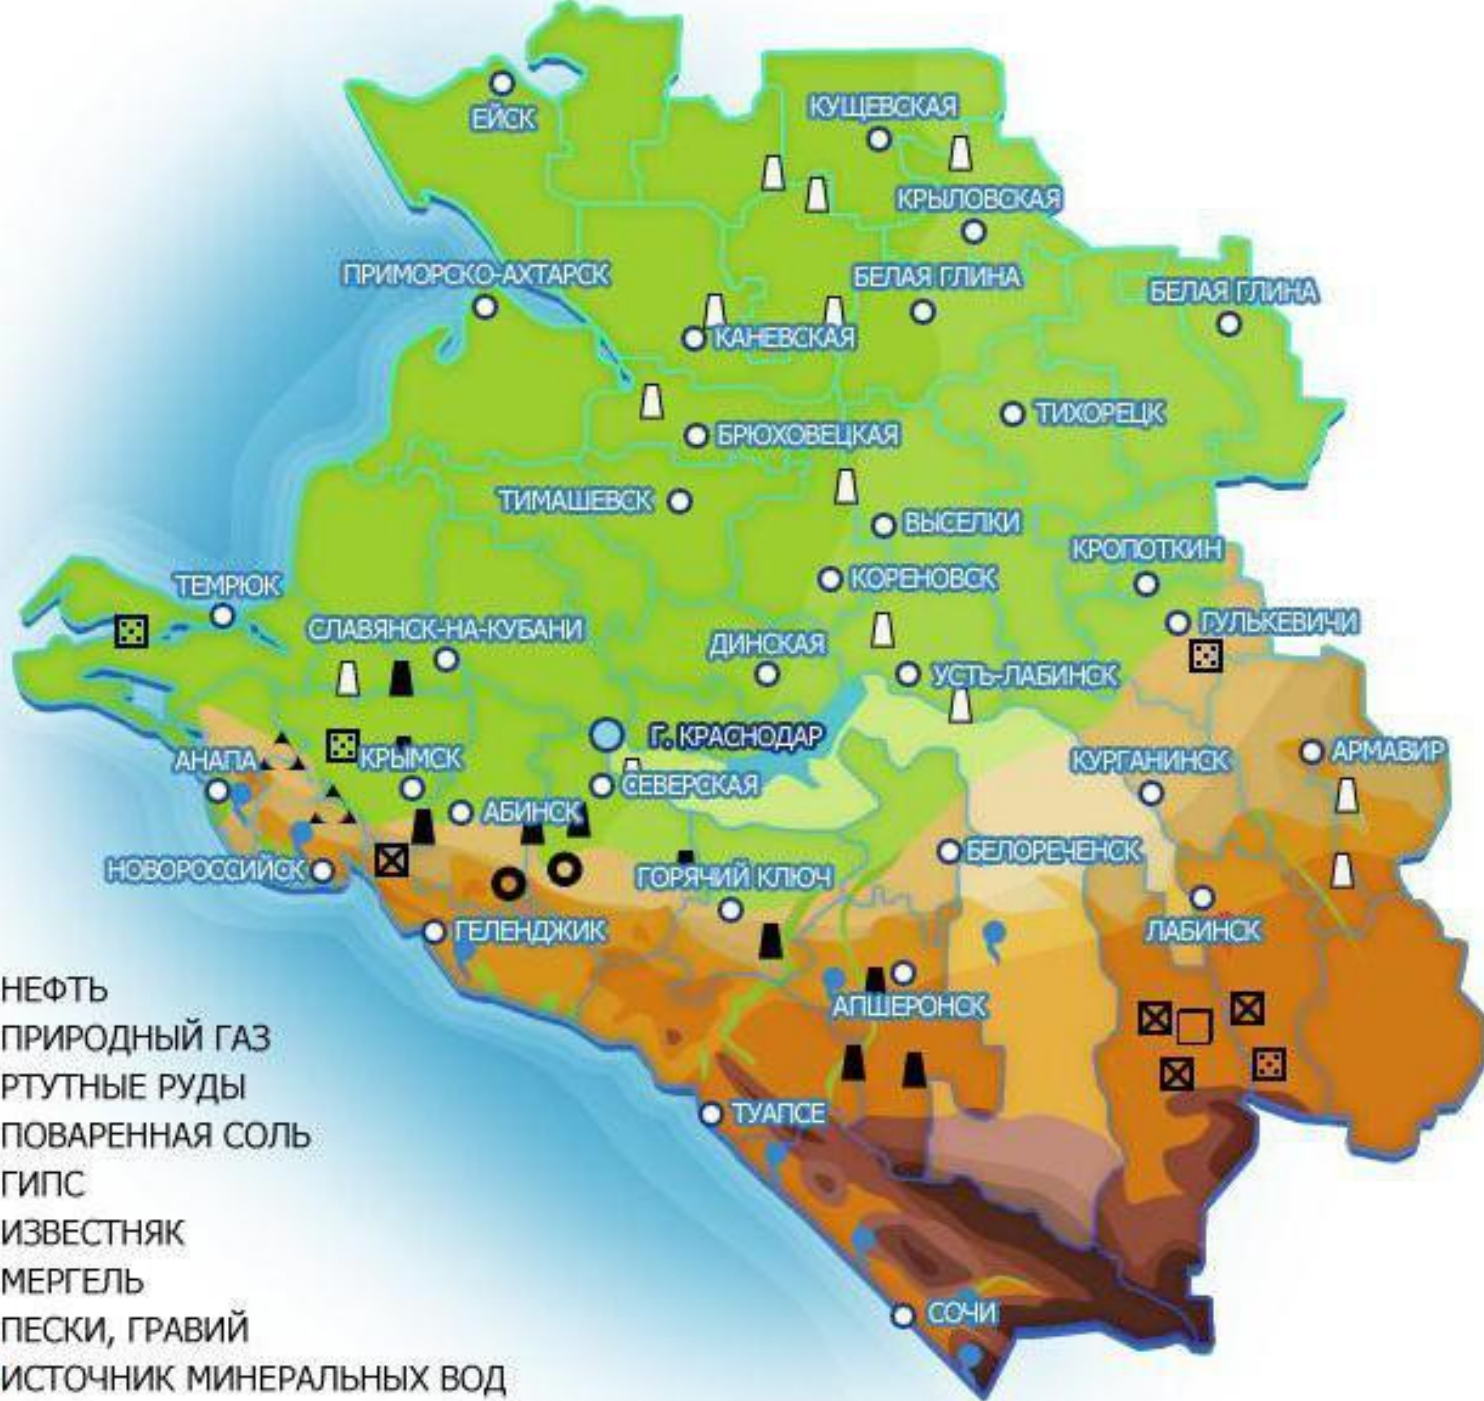 ЕЙСК
КУЩЕВСКАЯ
КРЫЛОВСКАЯ
ПРИМОРСКО-АХТАРСК
БЕЛАЯ ГЛИНА
БЕЛАЯ ГЛИНА
КАНЕВСКАЯ
ТИХОРЕЦК
БРЮХОВЕЦКАЯ
ТИМАШЕВСК
ВЫСЕЛКИ
КРОПОТКИН
ТЕМРЮК
КОРЕНОВСК
СЛАВЯНСК-НА-КУБАНИ
ГУЛЬКЕВИЧИ
ДИНСКАЯ
УСТЬ-ЛАБИНСК
Г. КРАСНОДАР
АНАПА
КРЫМСК
КУРГАНИНСК
АРМАВИР
СЕВЕРСКАЯ
АБИНСК
БЕЛОРЕЧЕНСК
НОВОРОССИЙСК
ГОРЯЧИЙ КЛЮЧ
ГЕЛЕНДЖИК
ЛАБИНСК
АПШЕРОНСК
ТУАПСЕ
СОЧИ
НЕФТЬ
ПРИРОДНЫЙ ГАЗ
РТУТНЫЕ РУДЫ
ПОВАРЕННАЯ СОЛЬ
ГИПС
ИЗВЕСТНЯК
МЕРГЕЛЬ
ПЕСКИ, ГРАВИЙ
ИСТОЧНИК МИНЕРАЛЬНЫХ ВОД